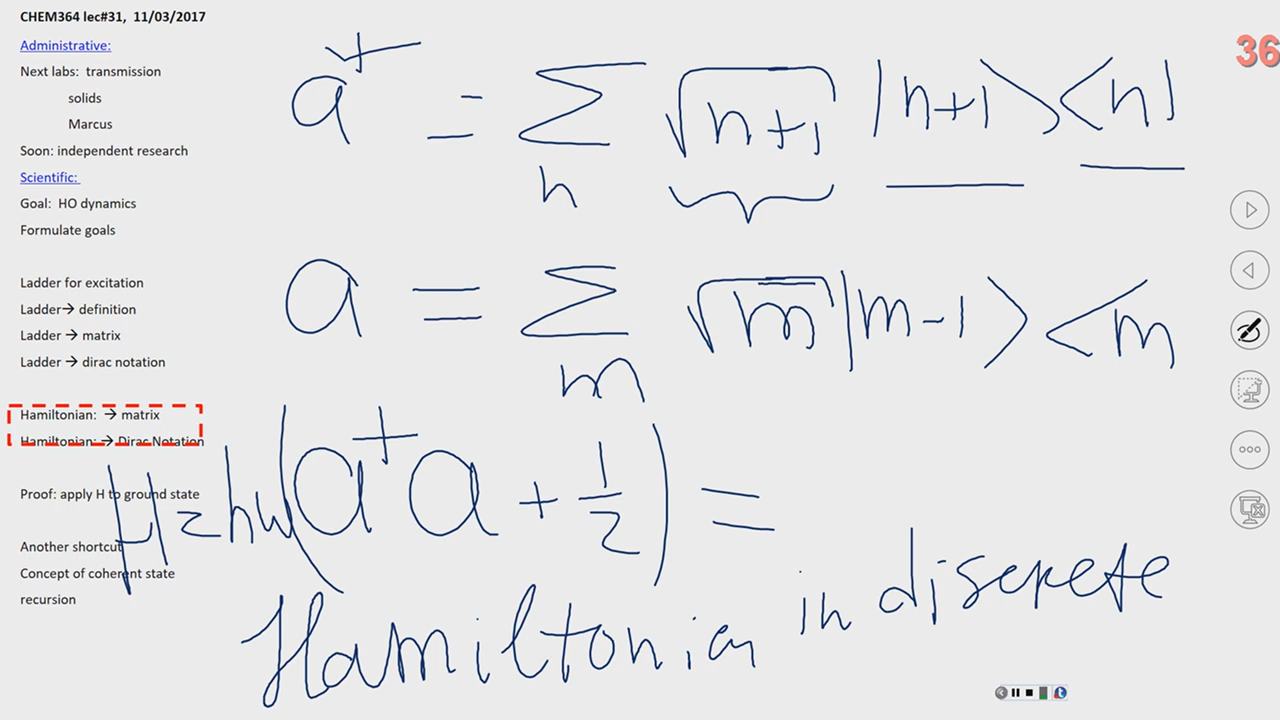 CHEM364 lec#31, 11/03/2017
Administrative:
Next labs: transmission
solids
Marcus
Soon: independent research
Scientific:
Goal: HO dynamics
Formulate goals
Ladder for excitation
Ladder→ definition
Ladder → matrix
Ladder → dirac notation
Hamiltonian: → matrix
Hamiltonian: → Dirac Notation
Proof: apply H to ground state
Another shortcut
Concept of coherent state
recursion
36
a⁺ = ∑ₙ √(n+1) |n+1> <n|
a = ∑ₘ √m |m-1> <m
H = hw(a⁺a + 1/2) =
Hamiltonian in discrete